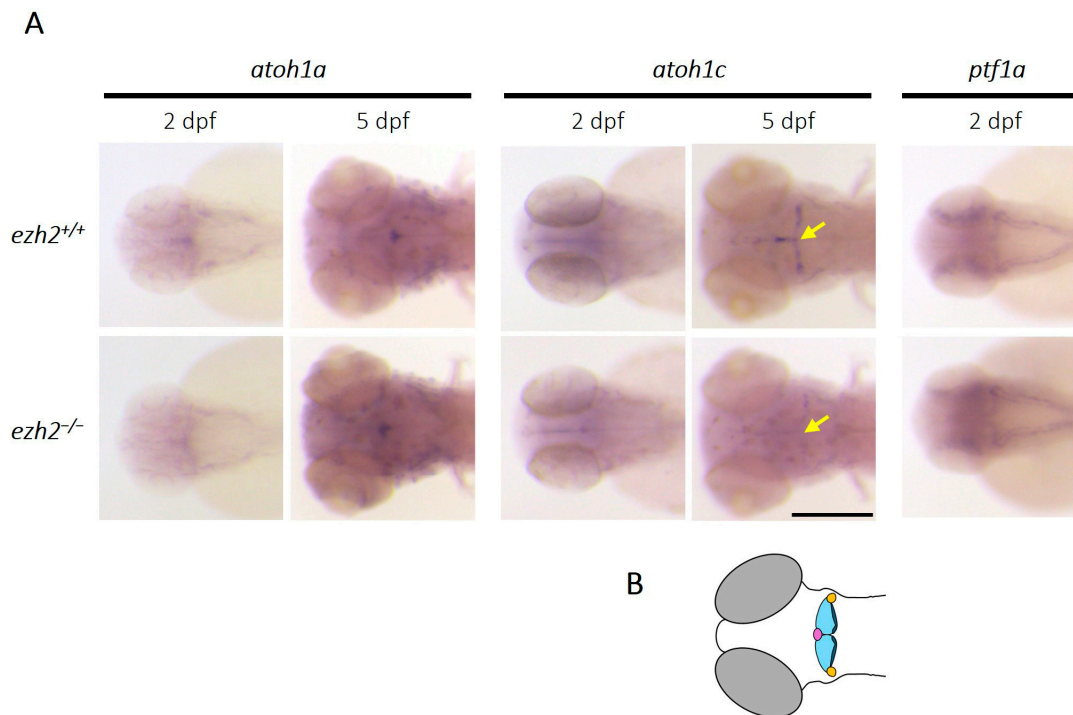 A
atoh1a atoh1c ptf1a
2 dpf 5 dpf 2 dpf 5 dpf 2 dpf
ezh2+/+
ezh2−/−
B